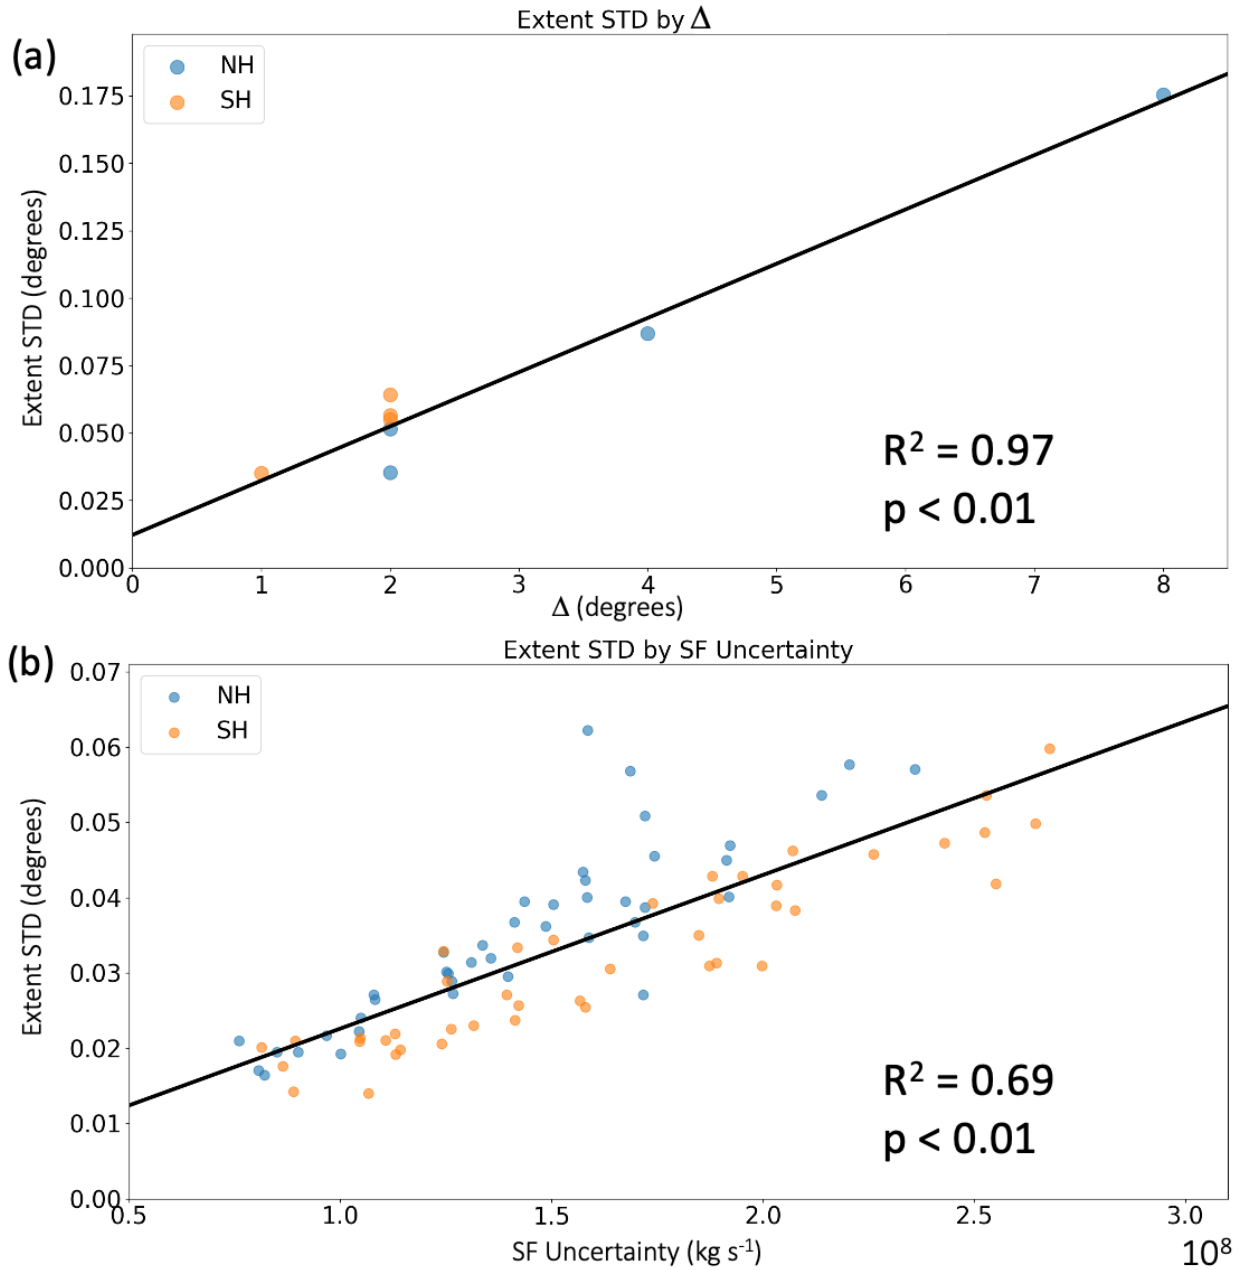 Extent STD by Δ
(a)
NH
SH
0.175
0.150
0.125
0.100
0.075
0.050
0.025
0.000
Extent STD (degrees)
R² = 0.97
p < 0.01
0 1 2 3 4 5 6 7 8
Δ (degrees)
Extent STD by SF Uncertainty
(b)
NH
SH
0.07
0.06
0.05
0.04
0.03
0.02
0.01
0.00
Extent STD (degrees)
R² = 0.69
p < 0.01
0.5 1.0 1.5 2.0 2.5 3.0
SF Uncertainty (kg s⁻¹)
10⁸